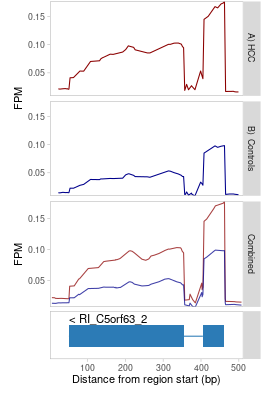 0.15
0.10
0.05
A) HCC
FPM
0.15
0.10
0.05
B) Controls
0.15
0.10
0.05
Combined
FPM
< RI_C5orf63_2
100
200
300
400
500
Distance from region start (bp)